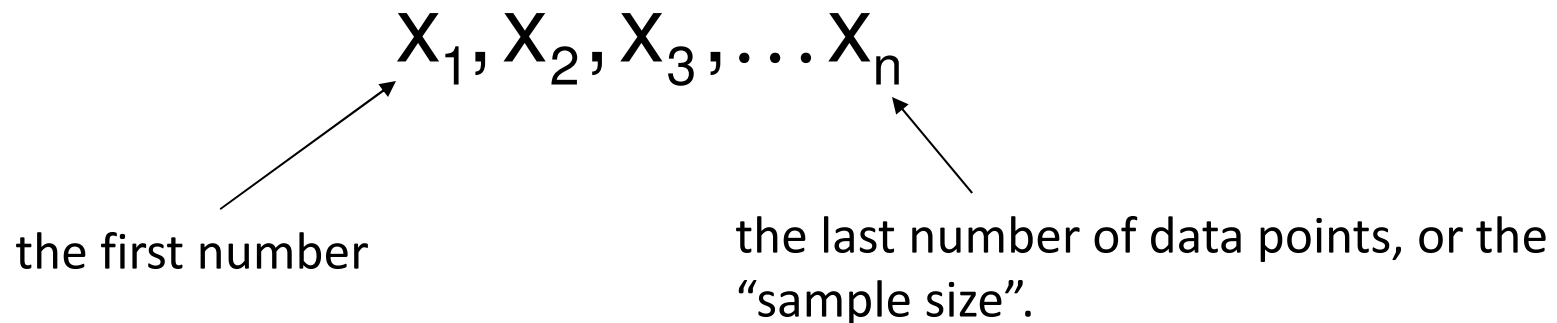 X₁, X₂, X₃,...Xₙ
the first number
the last number of data points, or the
“sample size”.